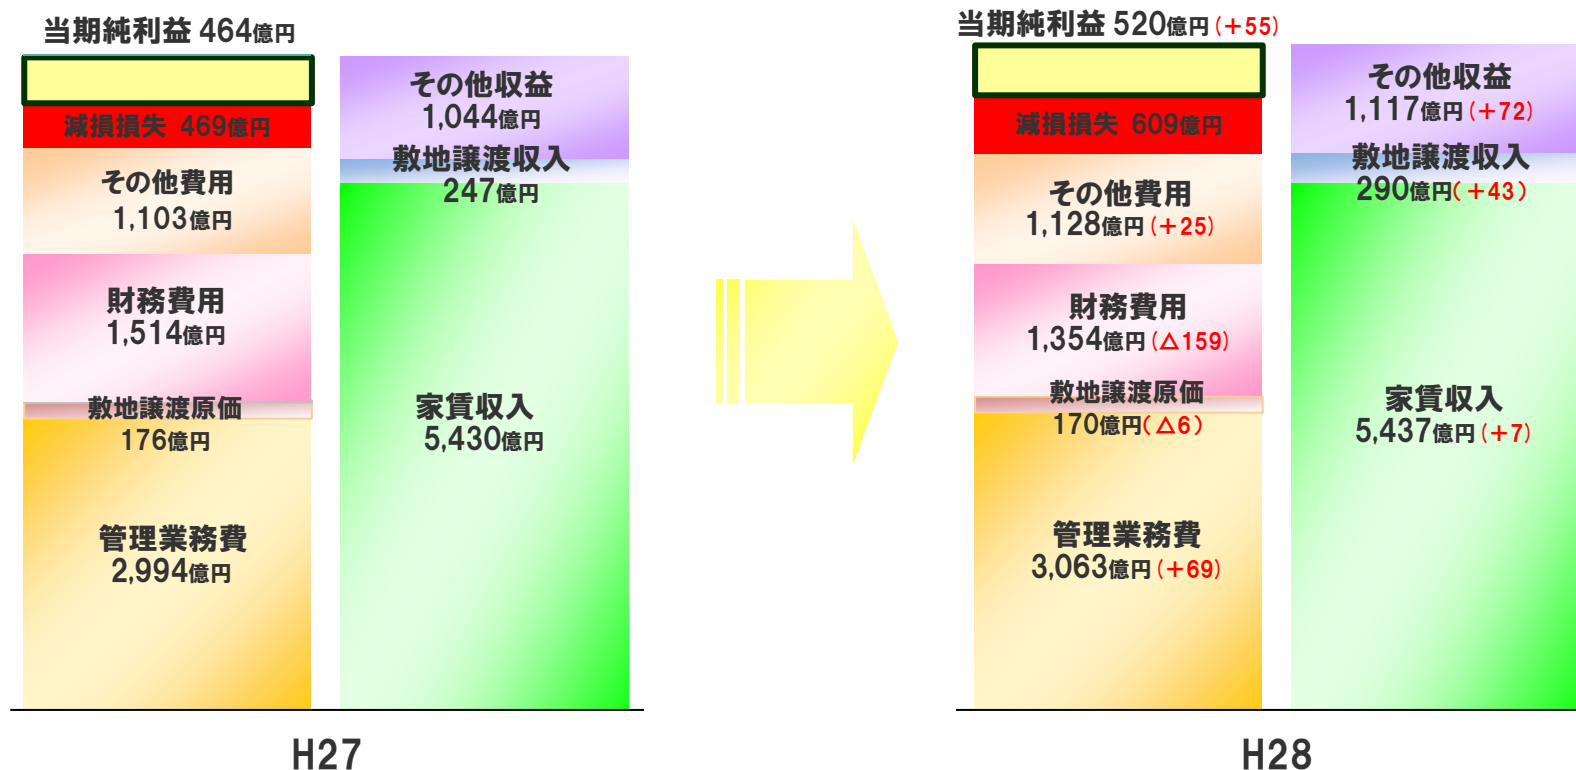 当期純利益 464億円
減損損失 469億円
その他費用
1,103億円
財務費用
1,514億円
敷地譲渡原価
176億円
管理業務費
2,994億円
その他収益
1,044億円
敷地譲渡収入
247億円
家賃収入
5,430億円
H27
当期純利益 520億円(+55)
減損損失 609億円
その他費用
1,128億円(+25)
財務費用
1,354億円(△159)
敷地譲渡原価
170億円(△6)
管理業務費
3,063億円(+69)
その他収益
1,117億円(+72)
敷地譲渡収入
290億円(+43)
家賃収入
5,437億円(+7)
H28